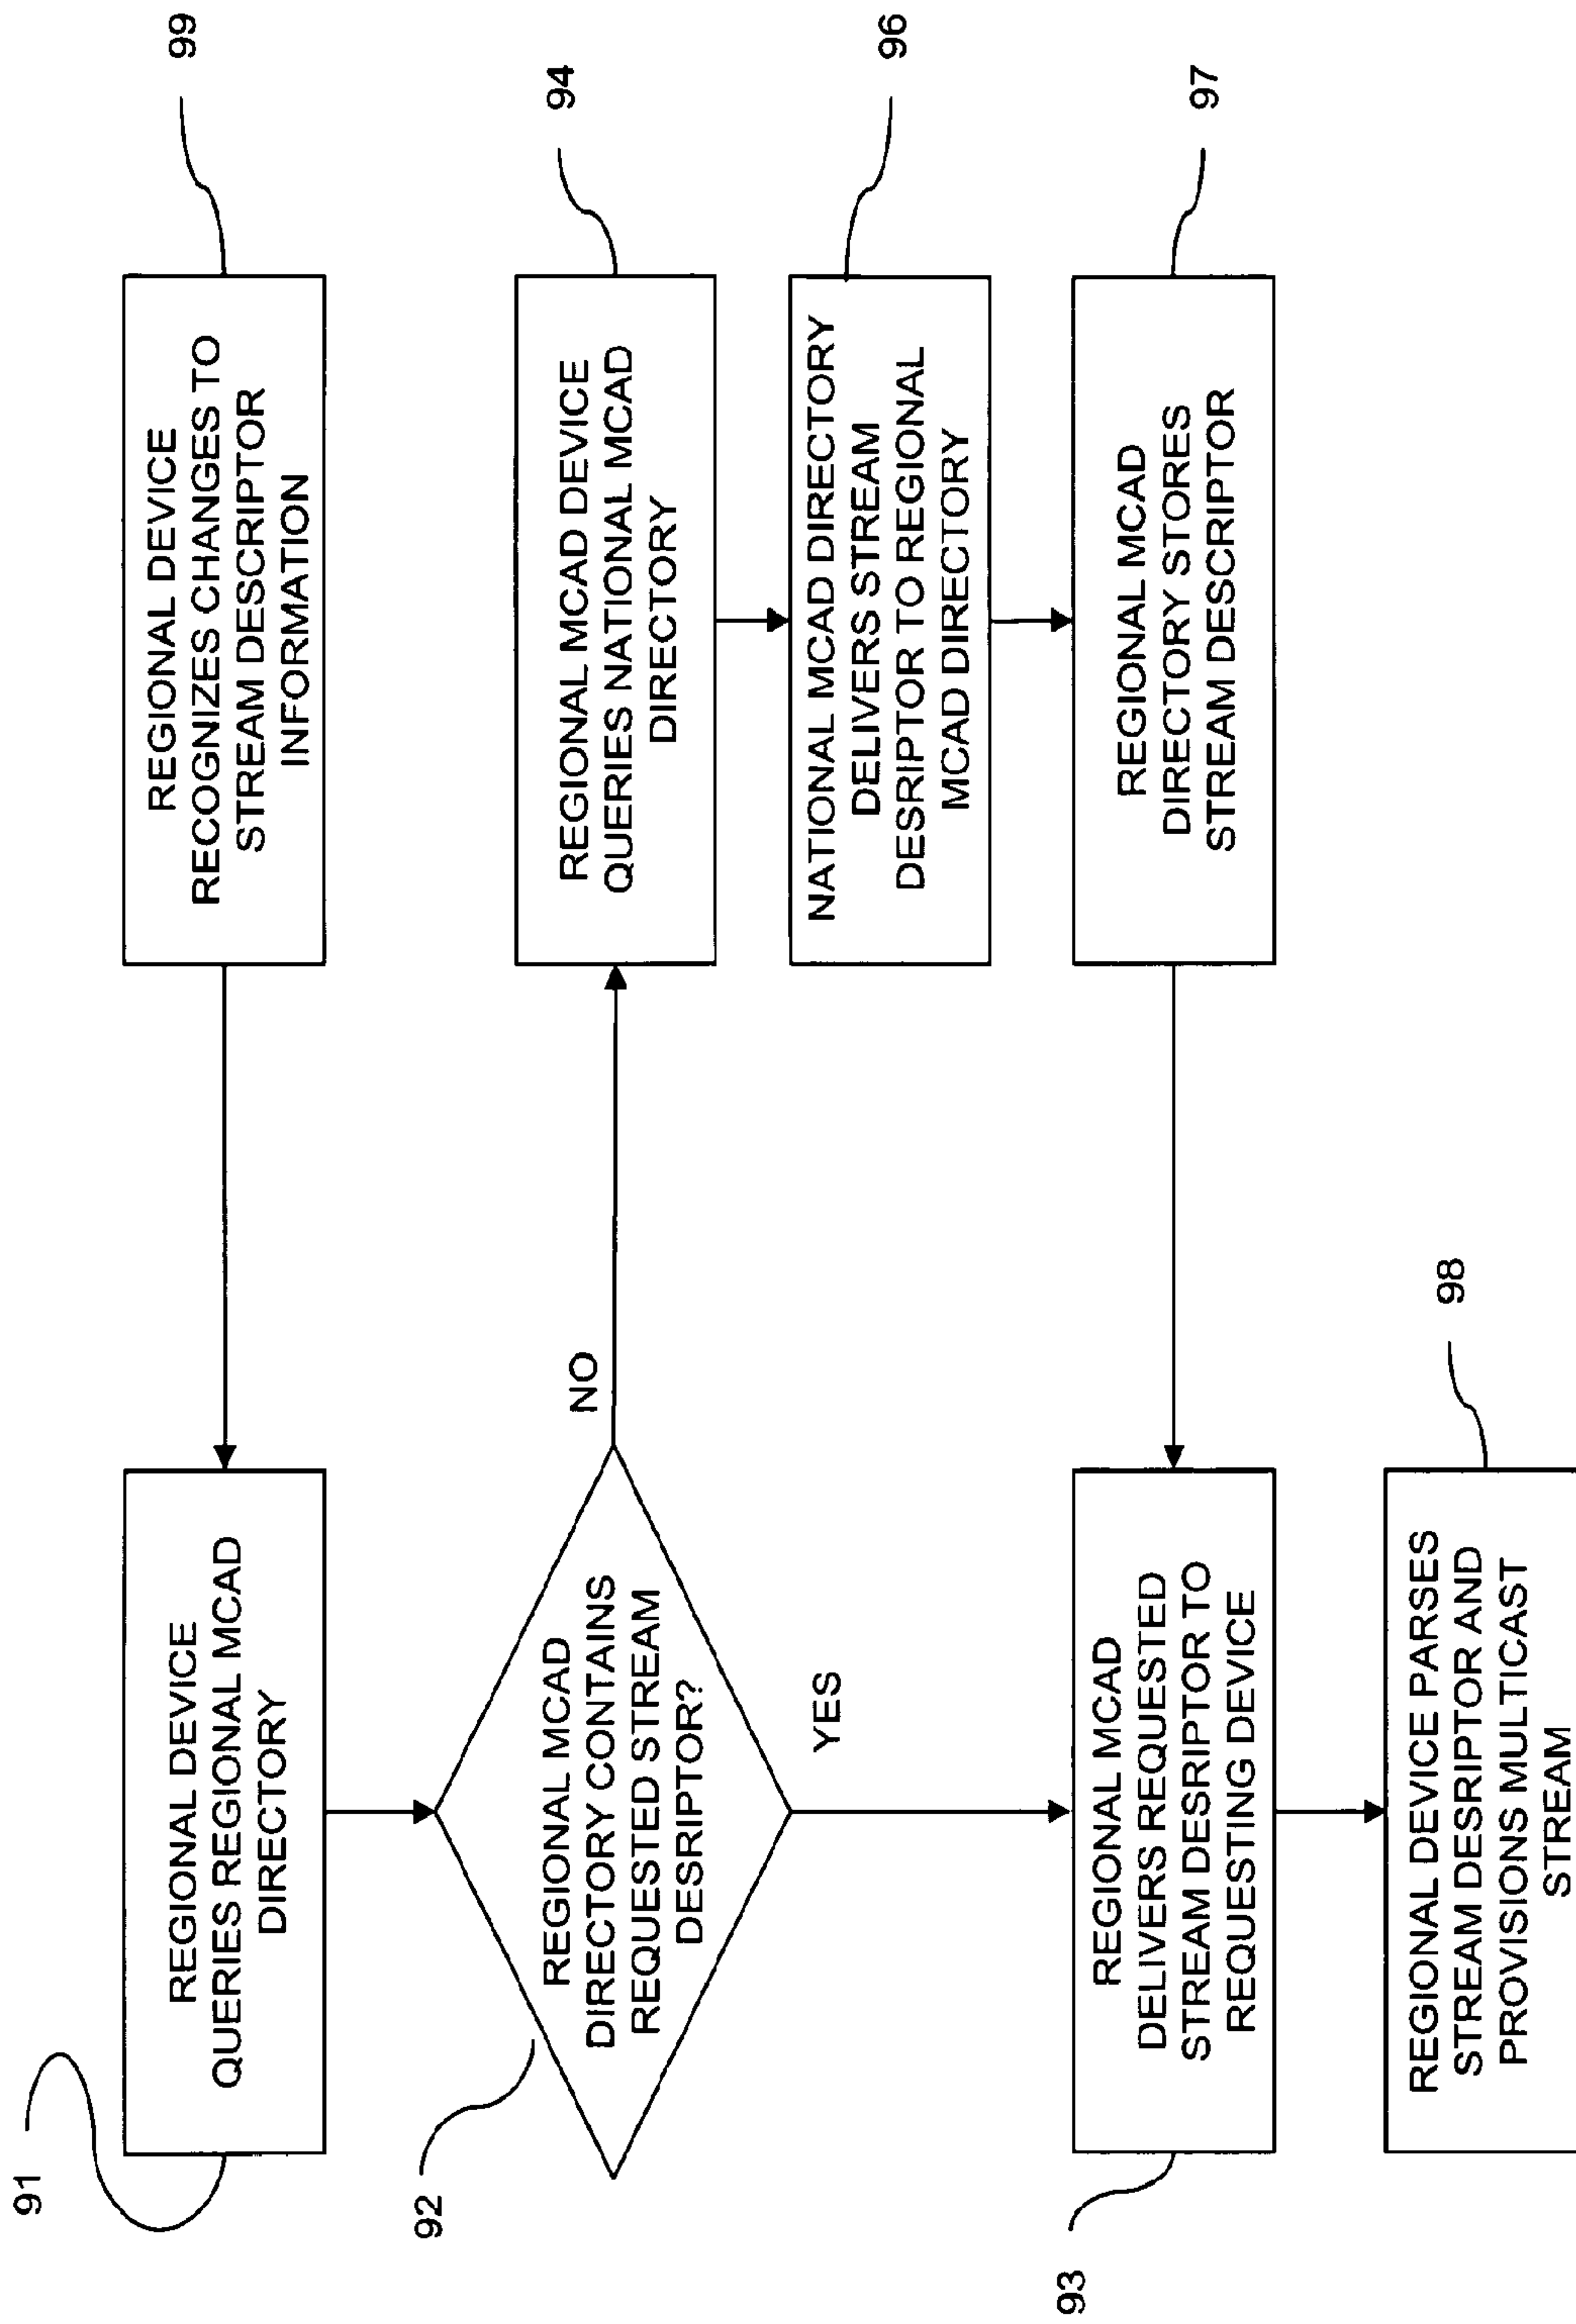 91
REGIONAL DEVICE
QUERIES REGIONAL MCAD
DIRECTORY
REGIONAL DEVICE
RECOGNIZES CHANGES TO
STREAM DESCRIPTOR
INFORMATION
99
92
REGIONAL MCAD
DIRECTORY CONTAINS
REQUESTED STREAM
DESRIPTOR?
NO
YES
REGIONAL MCAD DEVICE
QUERIES NATIONAL MCAD
DIRECTORY
94
NATIONAL MCAD DIRECTORY
DELIVERS STREAM
DESRIPTOR TO REGIONAL
MCAD DIRECTORY
96
REGIONAL MCAD
DIRECTORY STORES
STREAM DESCRIPTOR
97
93
REGIONAL MCAD
DELIVERS REQUESTED
STREAM DESRIPTOR TO
REQUESTING DEVICE
REGIONAL DEVICE PARSES
STREAM DESRIPTOR AND
PROVISIONS MULTICAST
STREAM
98